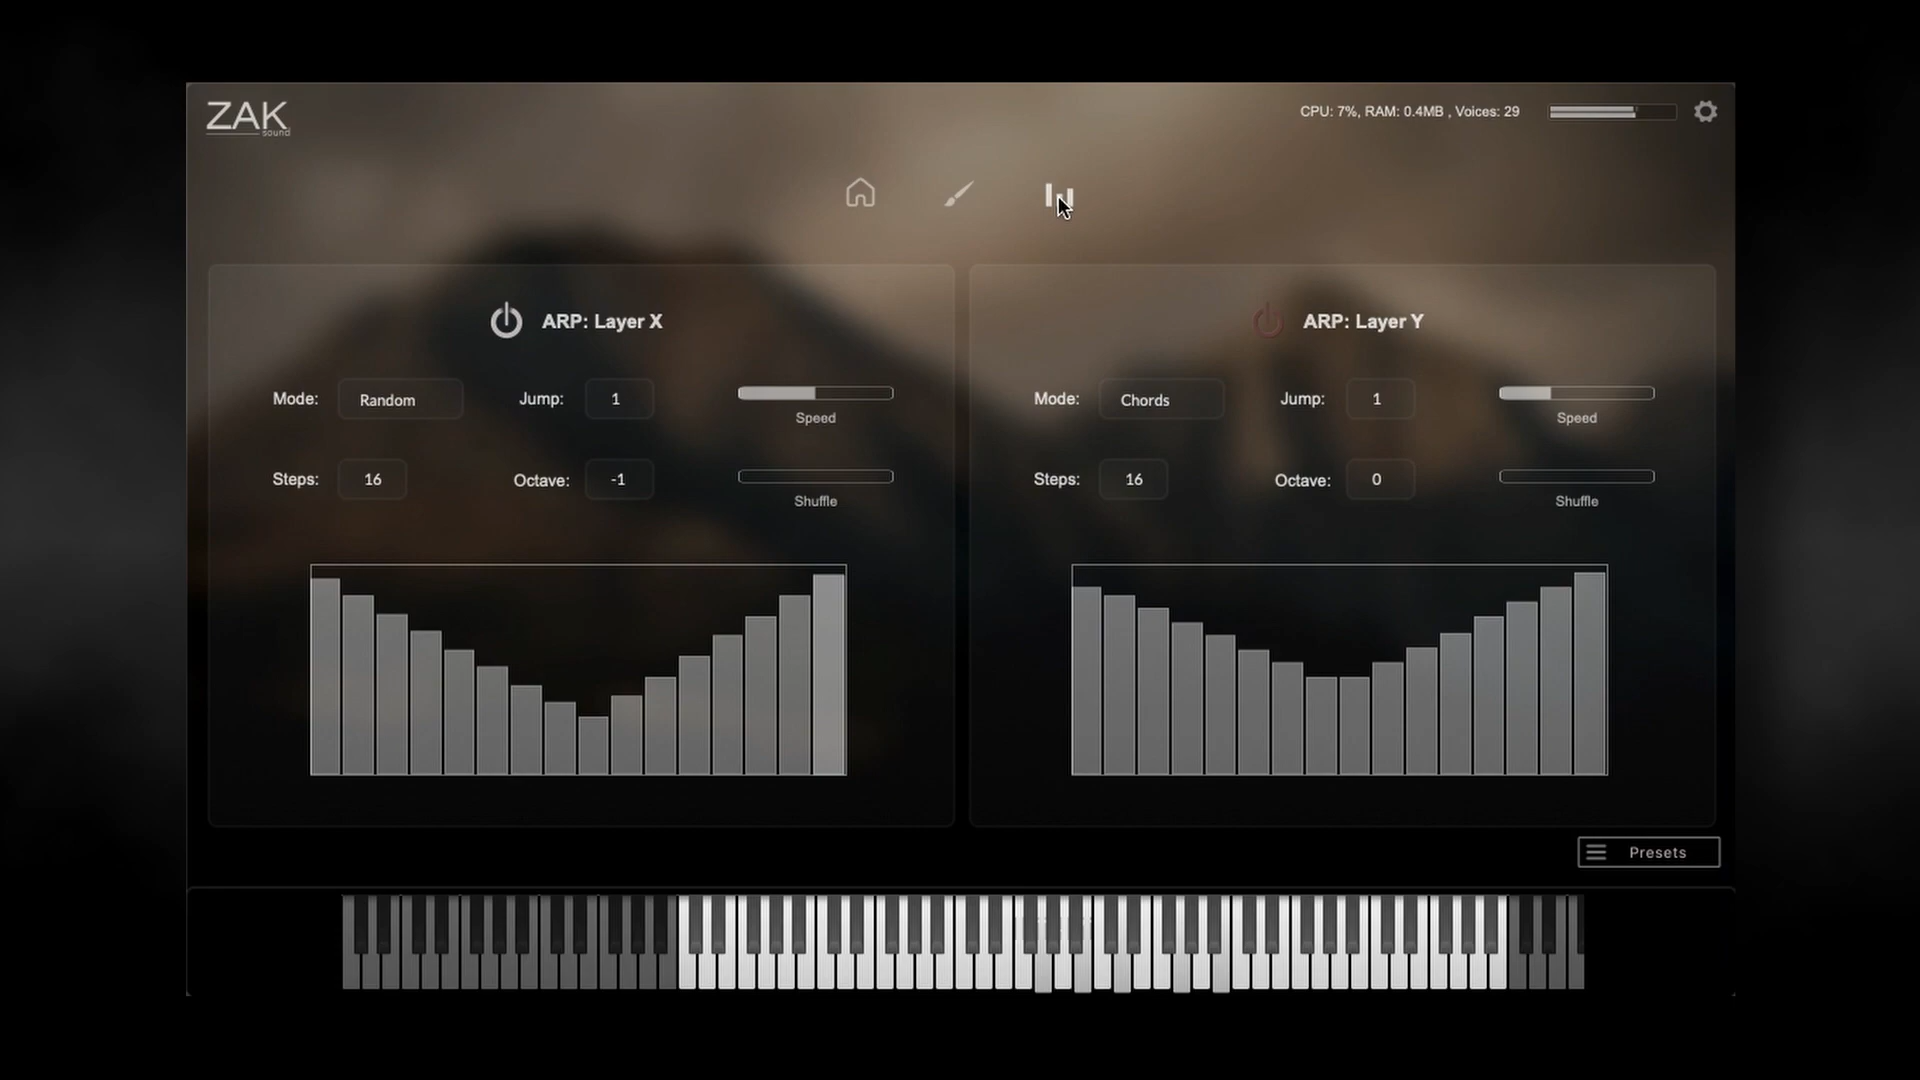 ZAK
sound
CPU: 7%, RAM: 0.4MB , Voices: 29
ARP: Layer X
Mode: Random
Jump: 1
Speed
Steps: 16
Octave: -1
Shuffle
ARP: Layer Y
Mode: Chords
Jump: 1
Speed
Steps: 16
Octave: 0
Shuffle
Presets